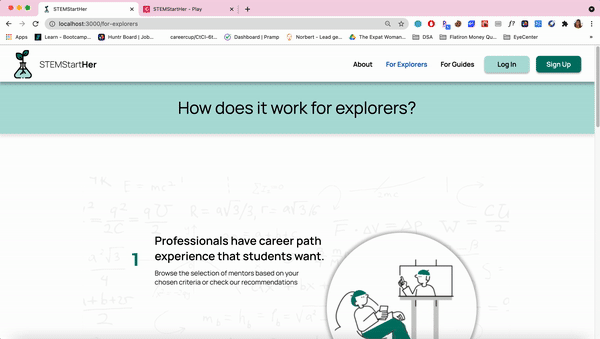 STEMStartHer
STEMStartHer - Play
localhost:3000/for-explorers
Apps
Learn - Bootcamp...
Huntr Board | Job...
careercup/CtCI-6t...
Dashboard | Pramp
Norbert - Lead ge...
The Expat Woman...
DSA
Flatiron Money Qu...
EyeCenter
STEMStartHer
About
For Explorers
For Guides
Log In
Sign Up
How does it work for explorers?
1
Professionals have career path
experience that students want.
Browse the selection of mentors based on your
chosen criteria or check our recommendations